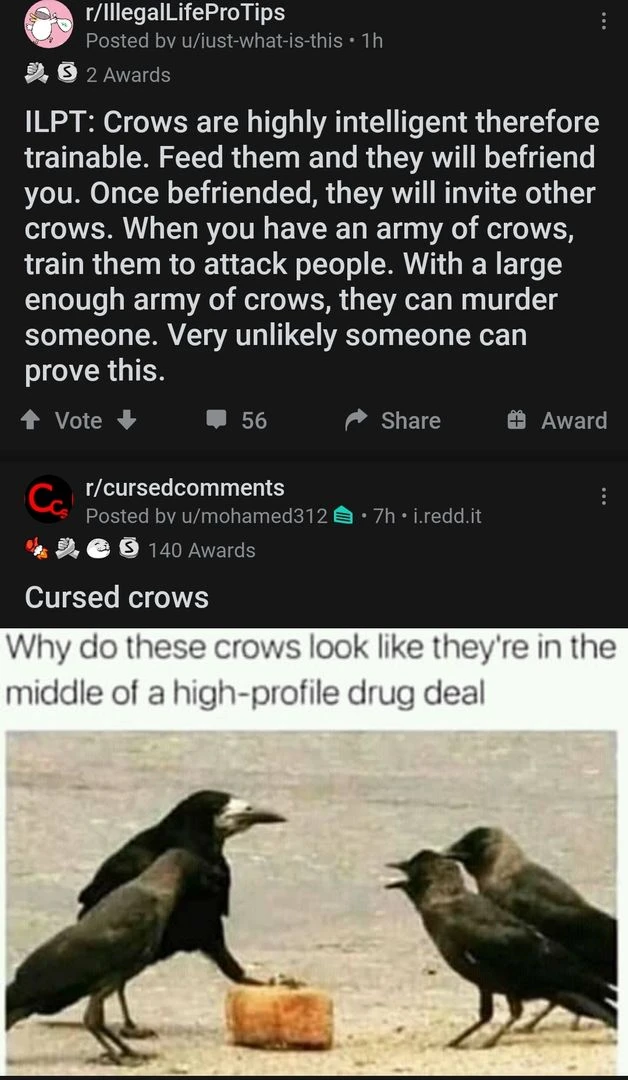 r/IllegalLifeProTips
Posted by u/just-what-is-this • 1h
2 Awards
ILPT: Crows are highly intelligent therefore
trainable. Feed them and they will befriend
you. Once befriended, they will invite other
crows. When you have an army of crows,
train them to attack people. With a large
enough army of crows, they can murder
someone. Very unlikely someone can
prove this.
Vote 56 Share Award
r/cursedcomments
Posted by u/mohamed312 • 7h • i.redd.it
140 Awards
Cursed crows
Why do these crows look like they're in the
middle of a high-profile drug deal